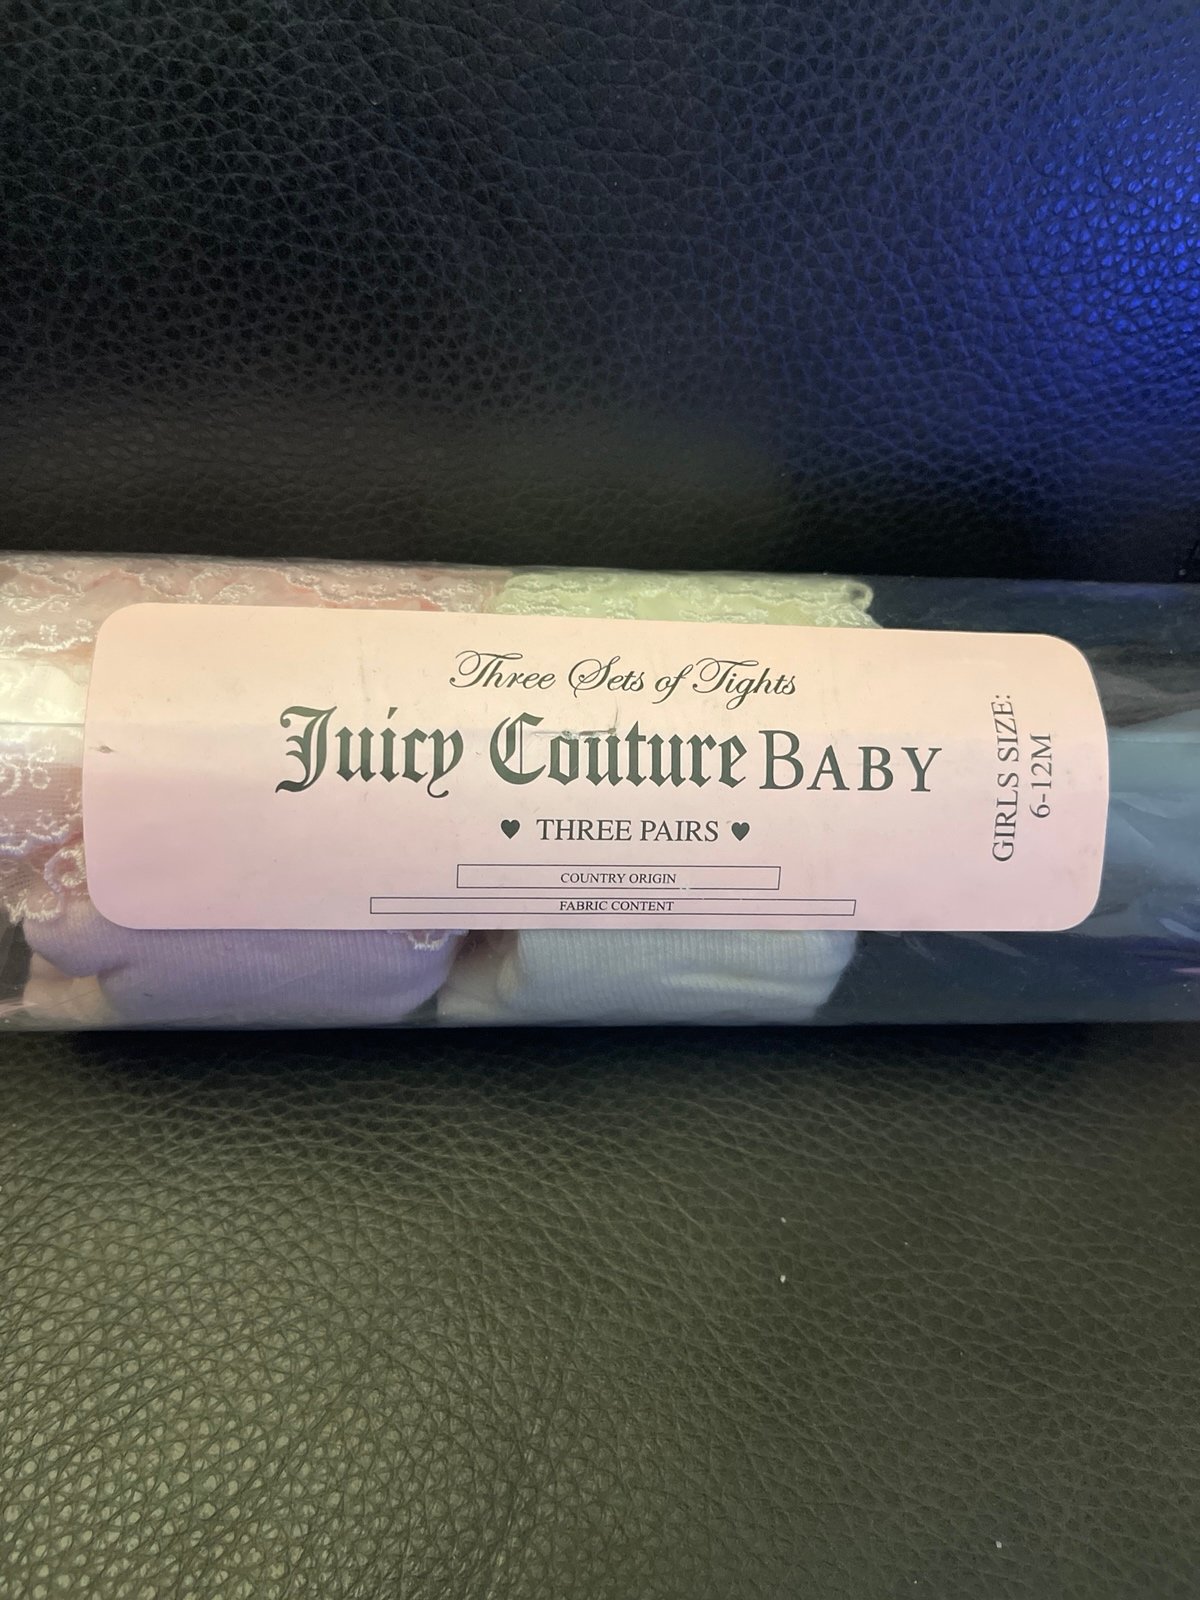 Three Sets of Tights
Juicy Couture BABY
♥ THREE PAIRS ♥
COUNTRY ORIGIN
FABRIC CONTENT
GIRLS SIZE:
6-12M